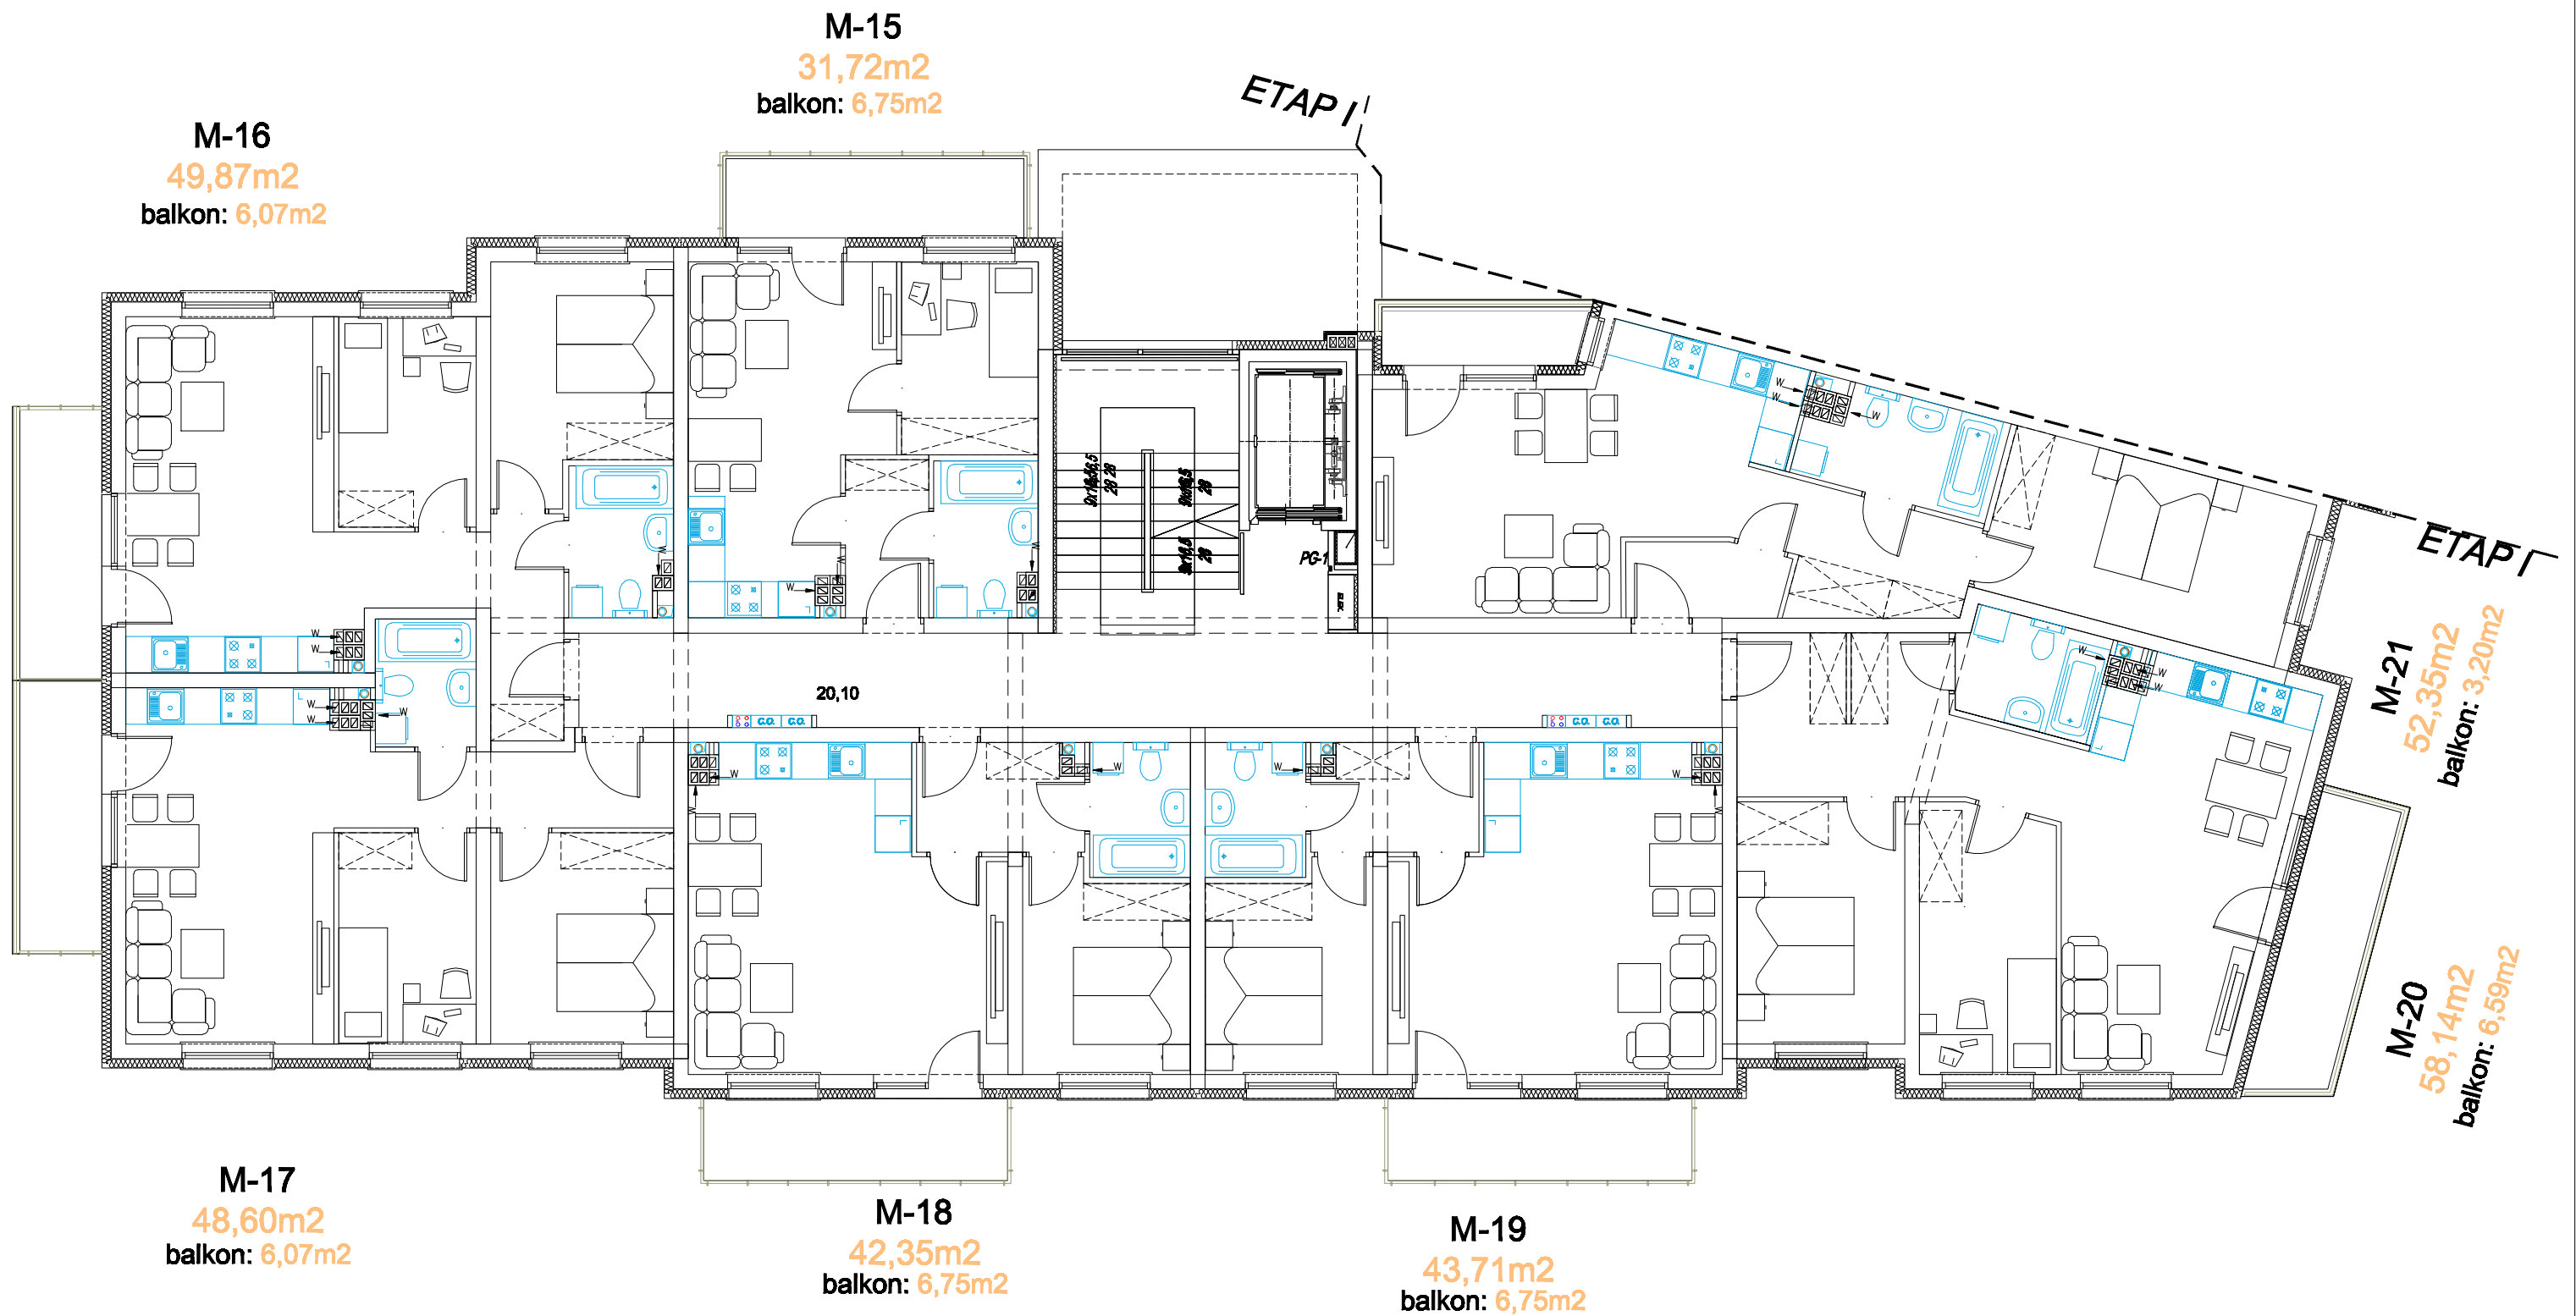 M-15
31,72m2
balkon: 6,75m2
ETAP I
M-16
49,87m2
balkon: 6,07m2
PG-1
ELEK.
W
W
W
W
W
W
W
W
W
W
W
W
20,10
C.O. C.O.
C.O. C.O.
W
W
W
W
W
W
ETAP I
M-21
52,35m2
balkon: 3,20m2
M-20
58,14m2
balkon: 6,59m2
M-17
48,60m2
balkon: 6,07m2
M-18
42,35m2
balkon: 6,75m2
M-19
43,71m2
balkon: 6,75m2